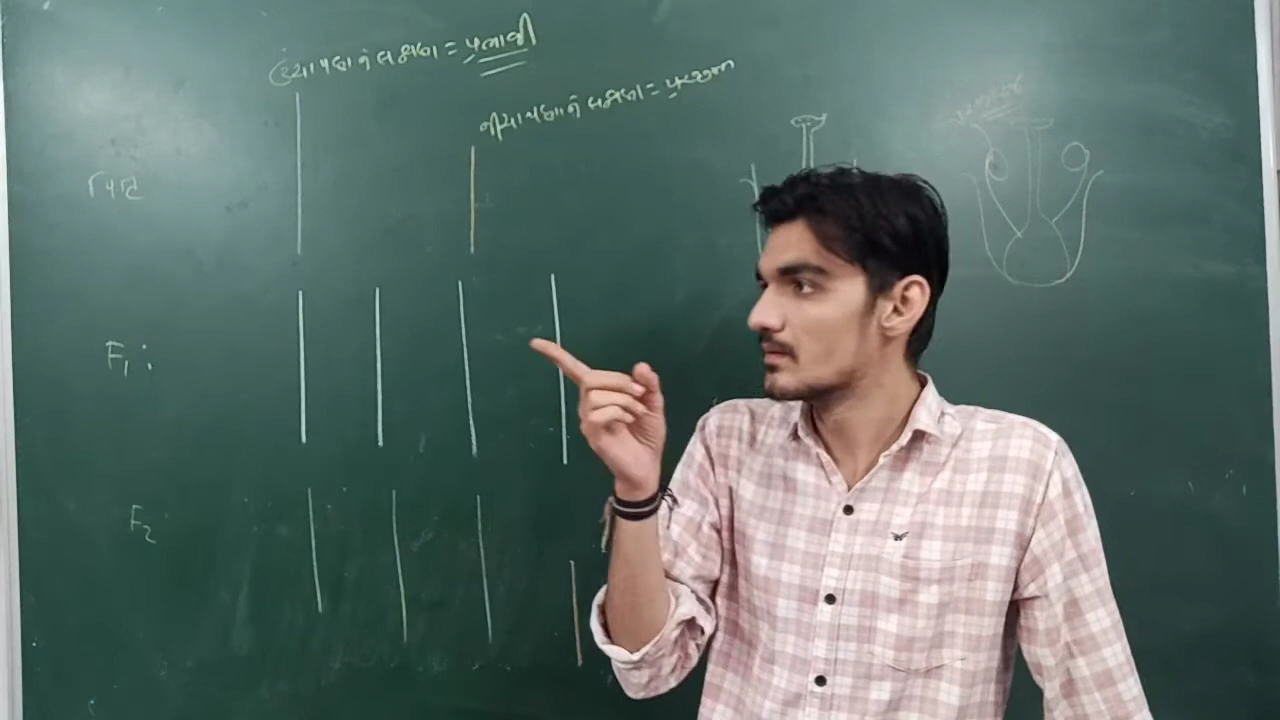 ઊંચાપણાનું લક્ષણ = પ્રભાવી
નીચાપણાનું લક્ષણ = પ્રચ્છન્ન
પિતૃ
F₁ :
F₂